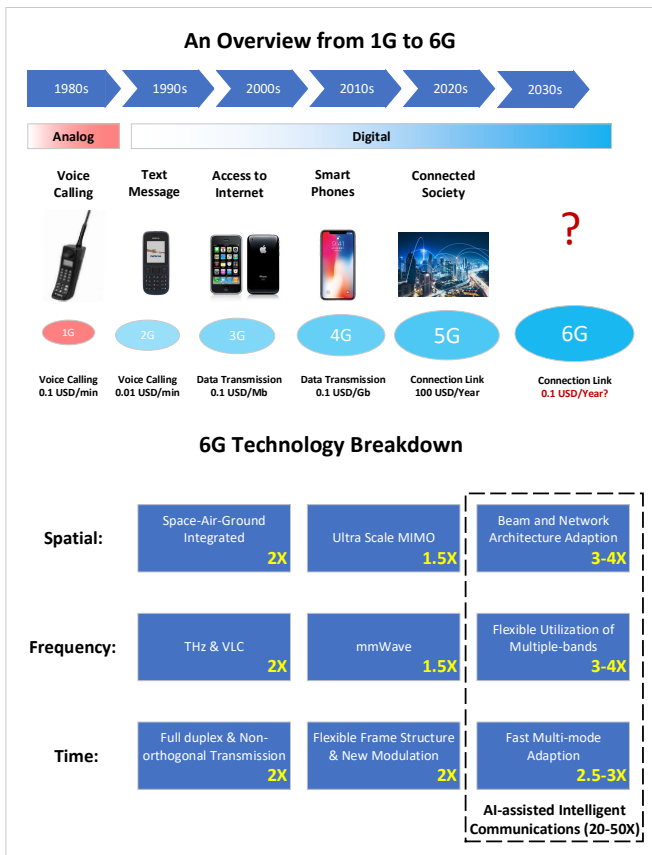 An Overview from 1G to 6G
1980s
1990s
2000s
2010s
2020s
2030s
Analog
Digital
Voice
Calling
Text
Message
Access to
Internet
Smart
Phones
Connected
Society
?
1G
2G
3G
4G
5G
6G
Voice Calling
0.1 USD/min
Voice Calling
0.01 USD/min
Data Transmission
0.1 USD/Mb
Data Transmission
0.1 USD/Gb
Connection Link
100 USD/Year
Connection Link
0.1 USD/Year?
6G Technology Breakdown
Spatial:
Space-Air-Ground
Integrated
2X
Ultra Scale MIMO
1.5X
Beam and Network
Architecture Adaption
3-4X
Frequency:
THz & VLC
2X
mmWave
1.5X
Flexible Utilization of
Multiple-bands
3-4X
Time:
Full duplex & Non-
orthogonal Transmission
2X
Flexible Frame Structure
& New Modulation
2X
Fast Multi-mode
Adaption
2.5-3X
AI-assisted Intelligent
Communications (20-50X)